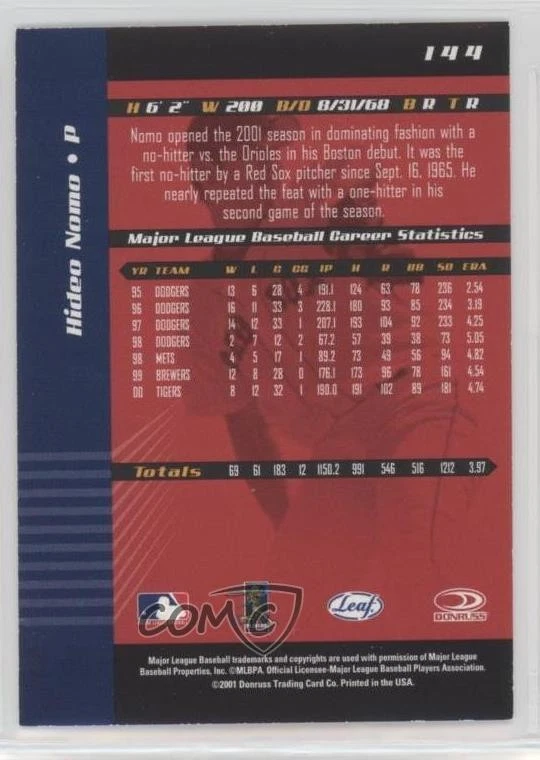 144
H 6' 2" W 200 B/D 8/31/68 B R T R
Hideo Nomo • P
Nomo opened the 2001 season in dominating fashion with a
no-hitter vs. the Orioles in his Boston debut. It was the
first no-hitter by a Red Sox pitcher since Sept. 16, 1965. He
nearly repeated the feat with a one-hitter in his
second game of the season.
Major League Baseball Career Statistics
YR TEAM W L G CG IP H R BB SO ERA
95 DODGERS 13 6 28 4 191.1 124 63 78 236 2.54
96 DODGERS 16 11 33 3 228.1 180 93 85 234 3.19
97 DODGERS 14 12 33 1 207.1 193 104 92 233 4.25
98 DODGERS 2 7 12 2 67.2 57 39 38 73 5.05
98 METS 4 5 17 1 89.2 73 49 56 94 4.82
99 BREWERS 12 8 28 0 176.1 173 96 78 161 4.54
00 TIGERS 8 12 32 1 190.0 191 102 89 181 4.74
Totals 69 61 183 12 1150.2 991 546 516 1212 3.97
COMC
Leaf
DONRUSS
Major League Baseball trademarks and copyrights are used with permission of Major League
Baseball Properties, Inc. ©MLBPA. Official Licensee-Major League Baseball Players Association.
©2001 Donruss Trading Card Co. Printed in the USA.